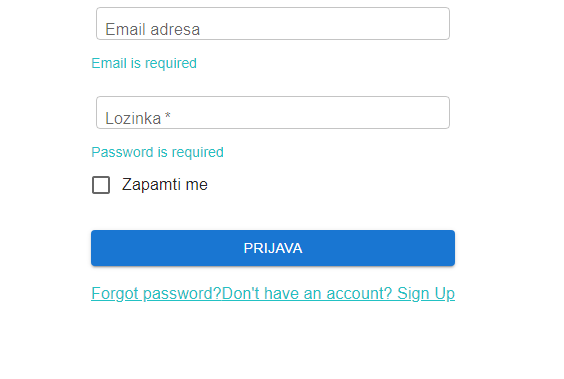 Email adresa
Email is required
Lozinka *
Password is required
Zapamti me
PRIJAVA
Forgot password?Don't have an account? Sign Up